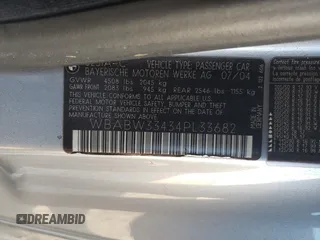 VEHICLE TYPE: PASSENGER CAR
BAYERISCHE MOTOREN WERKE AG 07/04
GVWR 4508 lbs 2045 KG
GAWR FRONT 2083 lbs 945 KG REAR 2546 lbs 1155 KG
THIS VEHICLE CONFORMS TO ALL APPLICABLE U.S.
FEDERAL MOTOR VEHICLE SAFETY, BUMPER AND THEFT
PREVENTION STANDARDS IN EFFECT ON THE DATE OF
MANUFACTURE SHOWN ABOVE.
WBABW33434PL33682
DREAMBID